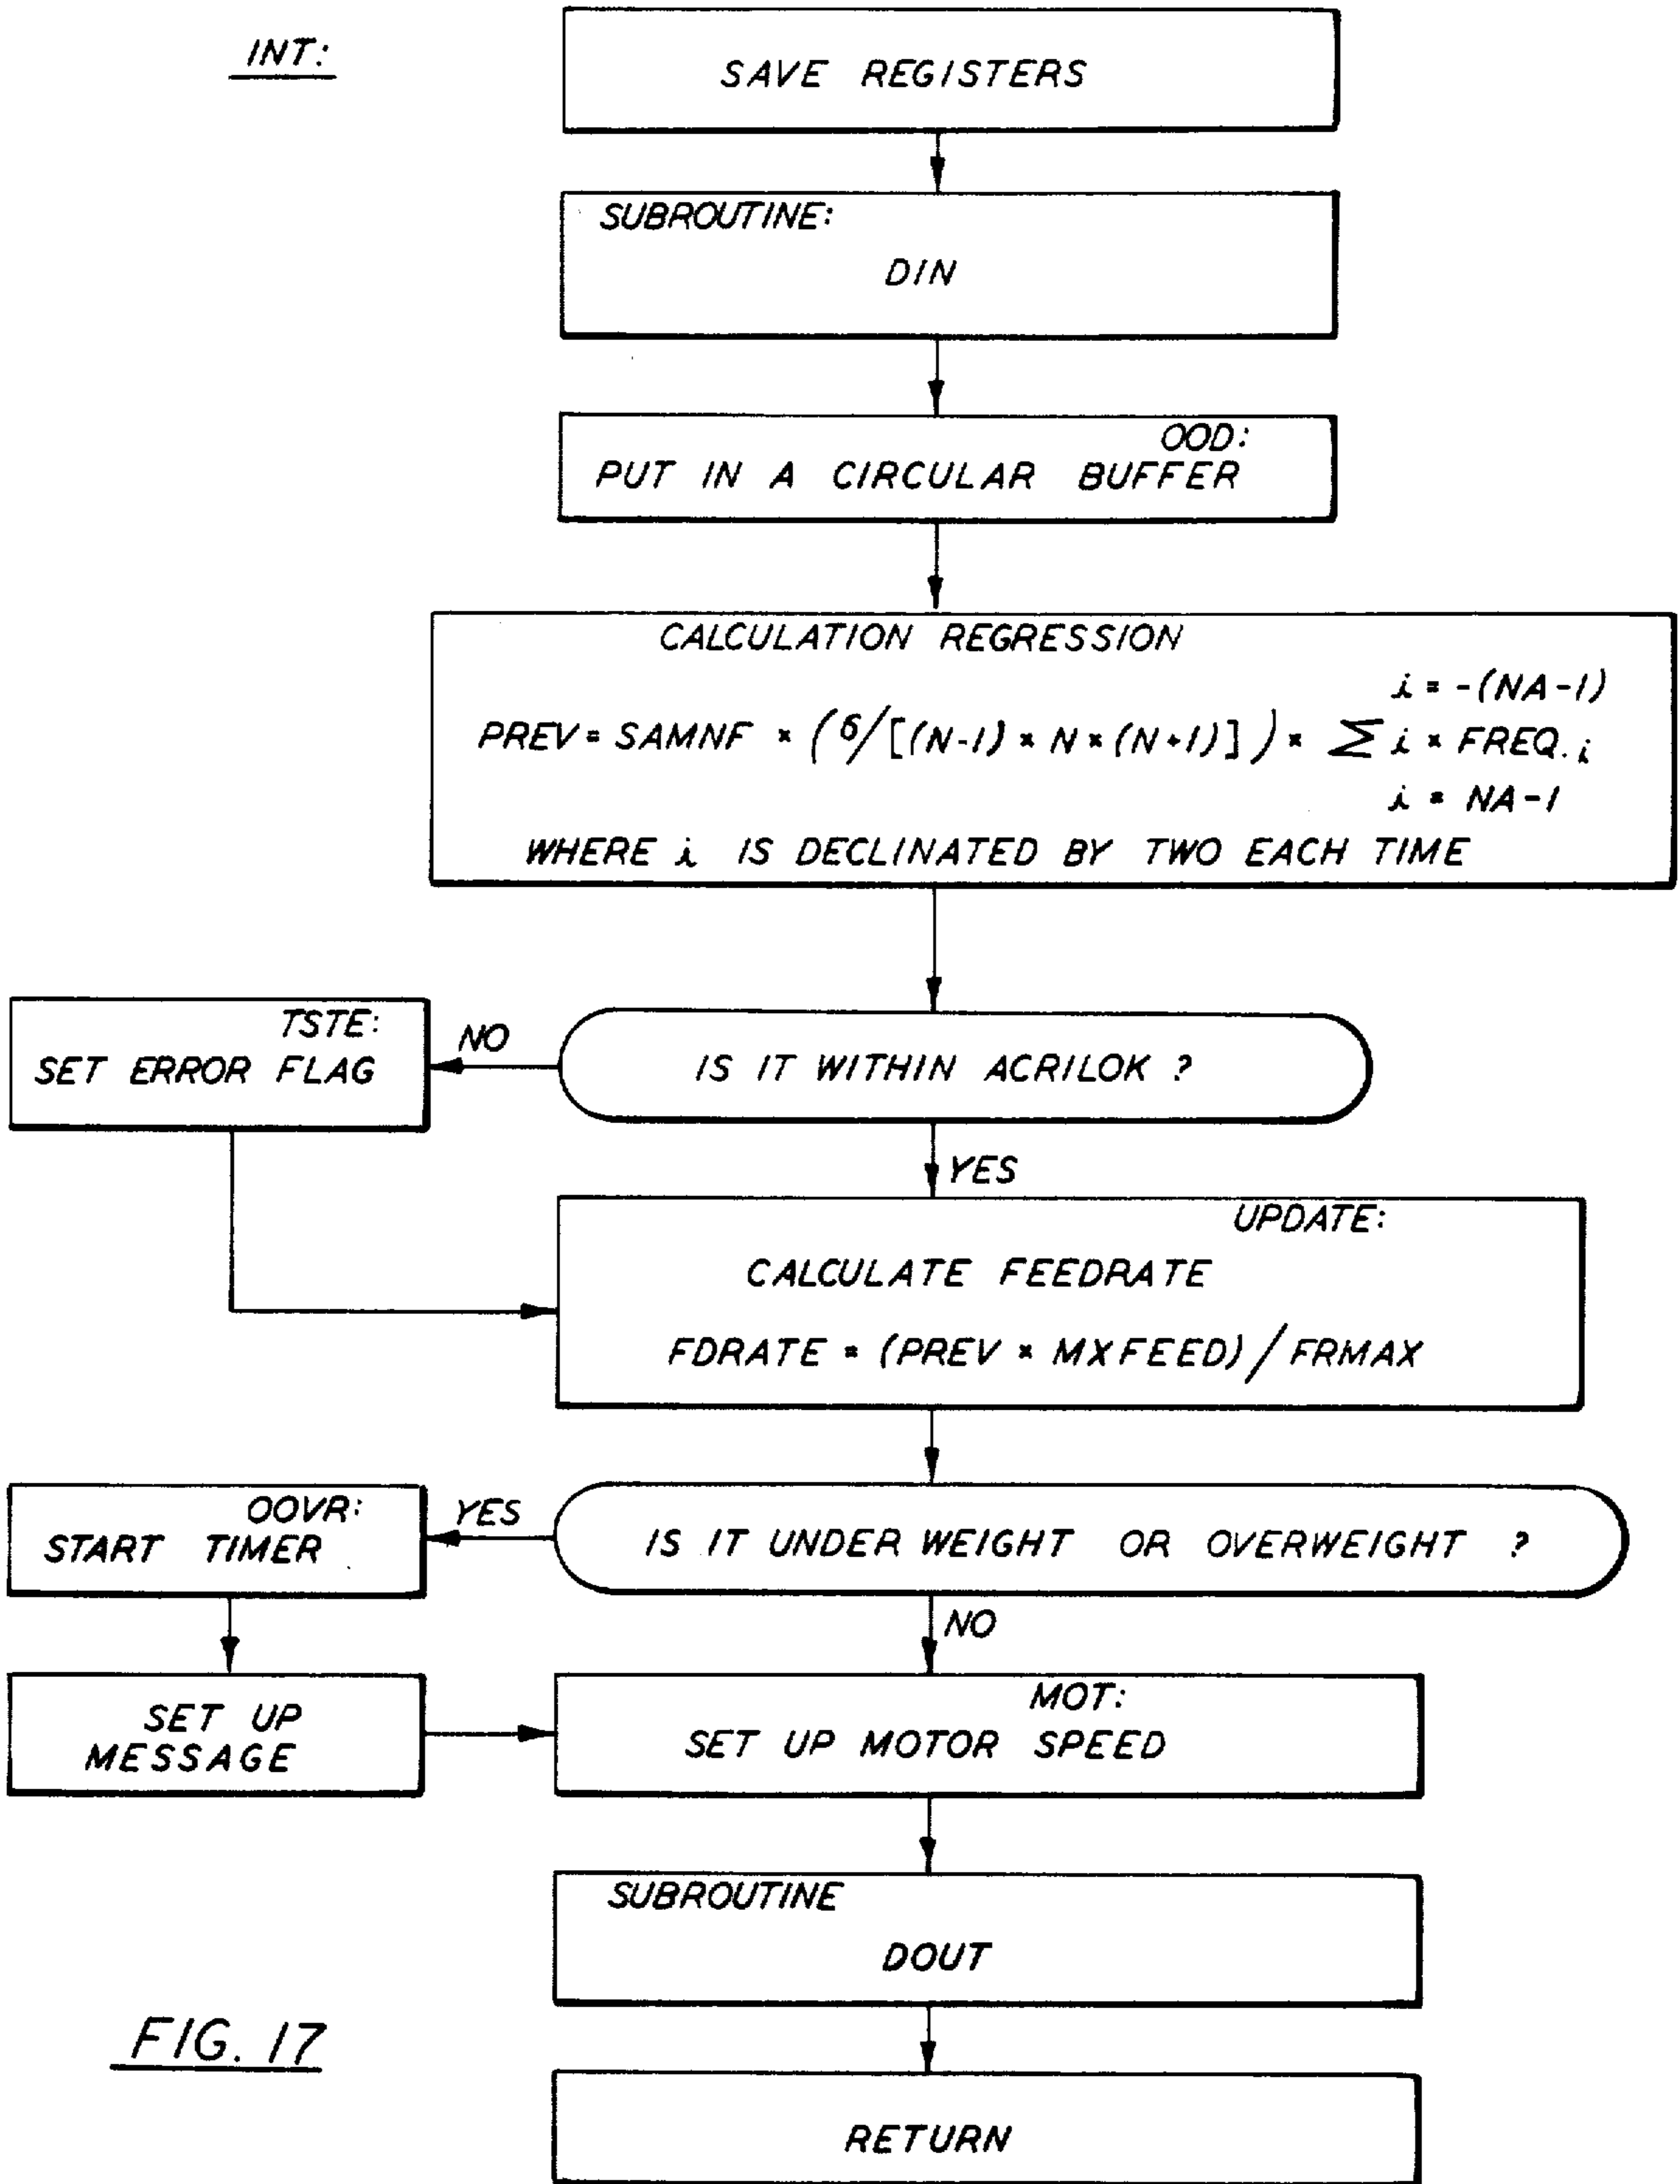 INT:
SAVE REGISTERS
SUBROUTINE:
DIN
OOD:
PUT IN A CIRCULAR BUFFER
CALCULATION REGRESSION
i = -(NA-1)
PREV = SAMNF × (6/[(N-1) × N × (N+1)]) × Σ i × FREQ.i
i = NA-1
WHERE i IS DECLINATED BY TWO EACH TIME
TSTE:
SET ERROR FLAG
NO
IS IT WITHIN ACRILOK ?
YES
UPDATE:
CALCULATE FEEDRATE
FDRATE = (PREV × MXFEED) / FRMAX
OOVR:
START TIMER
YES
IS IT UNDER WEIGHT OR OVERWEIGHT ?
NO
SET UP
MESSAGE
MOT:
SET UP MOTOR SPEED
SUBROUTINE
DOUT
FIG. 17
RETURN